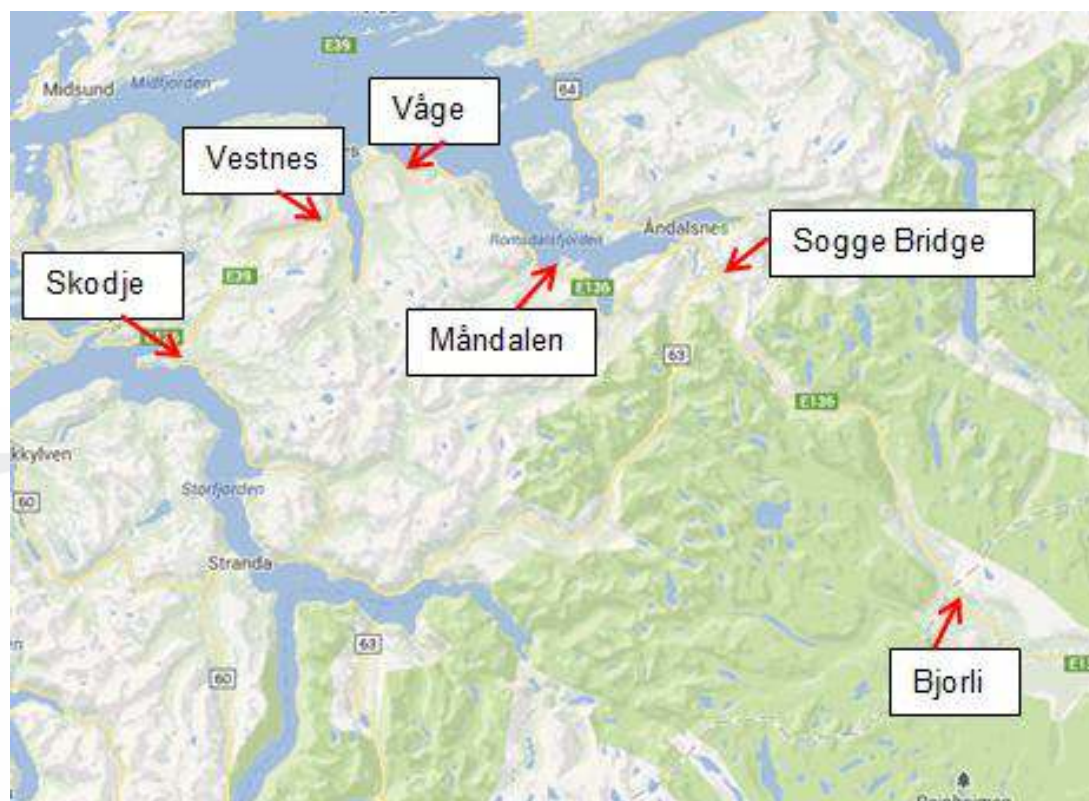 E39
Midsund
Midfjorden
64
Våge
Vestnes
Romsdalsfjorden
Åndalsnes
Sogge Bridge
Skodje
E39
E136
Måndalen
63
E136
Storfjorden
60
Stranda
63
60
Bjorli